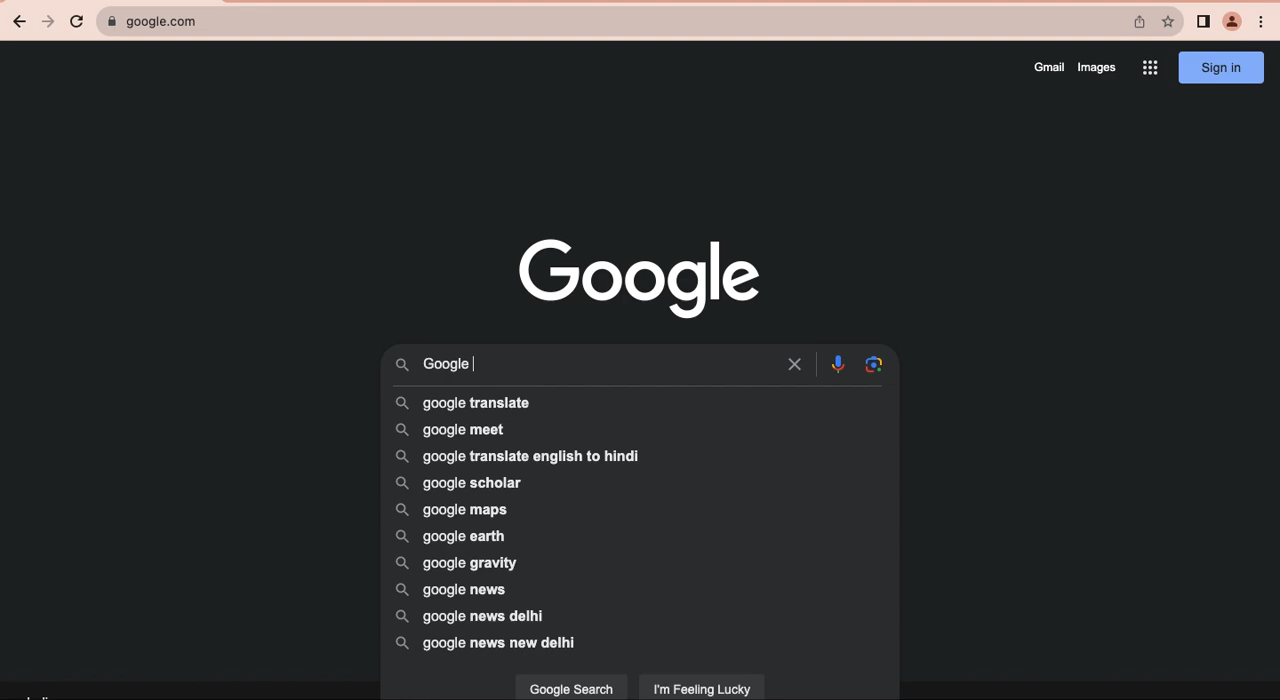 google.com
Gmail Images Sign in
Google
Google
google translate
google meet
google translate english to hindi
google scholar
google maps
google earth
google gravity
google news
google news delhi
google news new delhi
Google Search I'm Feeling Lucky